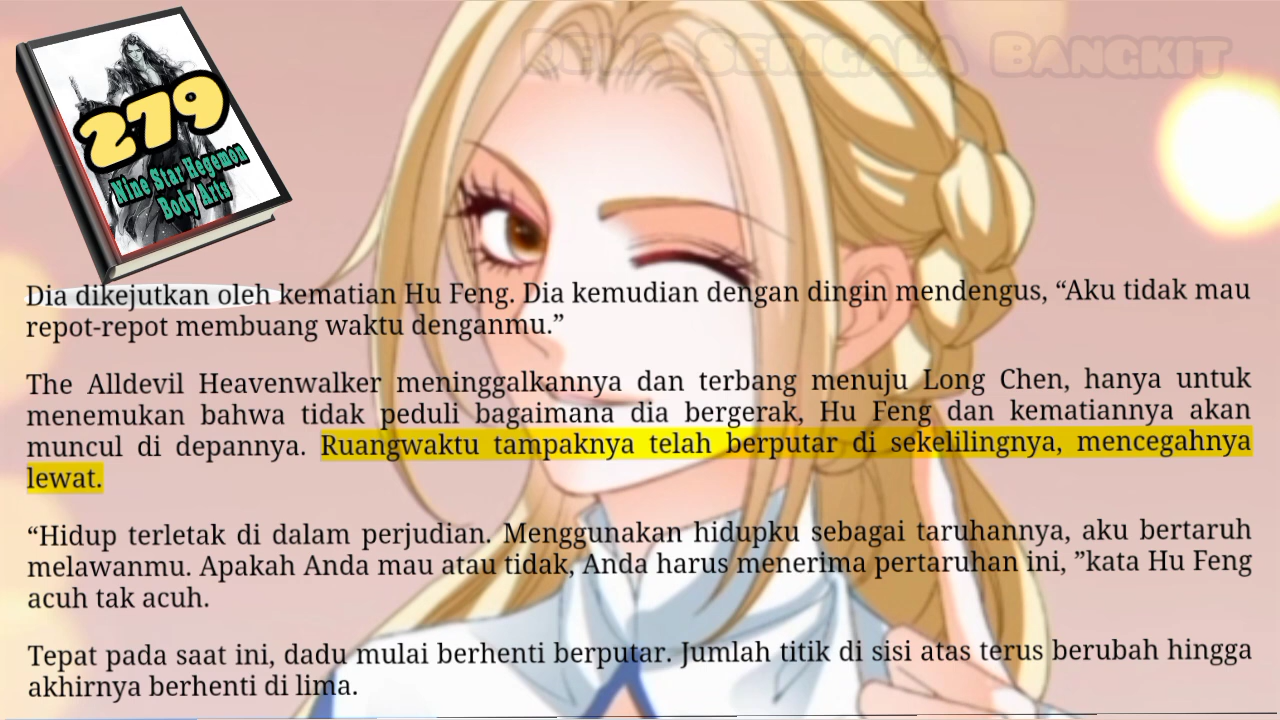 Dewa Serigala Bangkit
279
Nine Star Hegemon
Body Arts
Dia dikejutkan oleh kematian Hu Feng. Dia kemudian dengan dingin mendengus, “Aku tidak mau
repot-repot membuang waktu denganmu.”
The Alldevil Heavenwalker meninggalkannya dan terbang menuju Long Chen, hanya untuk
menemukan bahwa tidak peduli bagaimana dia bergerak, Hu Feng dan kematiannya akan
muncul di depannya. Ruangwaktu tampaknya telah berputar di sekelilingnya, mencegahnya
lewat.
“Hidup terletak di dalam perjudian. Menggunakan hidupku sebagai taruhannya, aku bertaruh
melawanmu. Apakah Anda mau atau tidak, Anda harus menerima pertaruhan ini, ”kata Hu Feng
acuh tak acuh.
Tepat pada saat ini, dadu mulai berhenti berputar. Jumlah titik di sisi atas terus berubah hingga
akhirnya berhenti di lima.